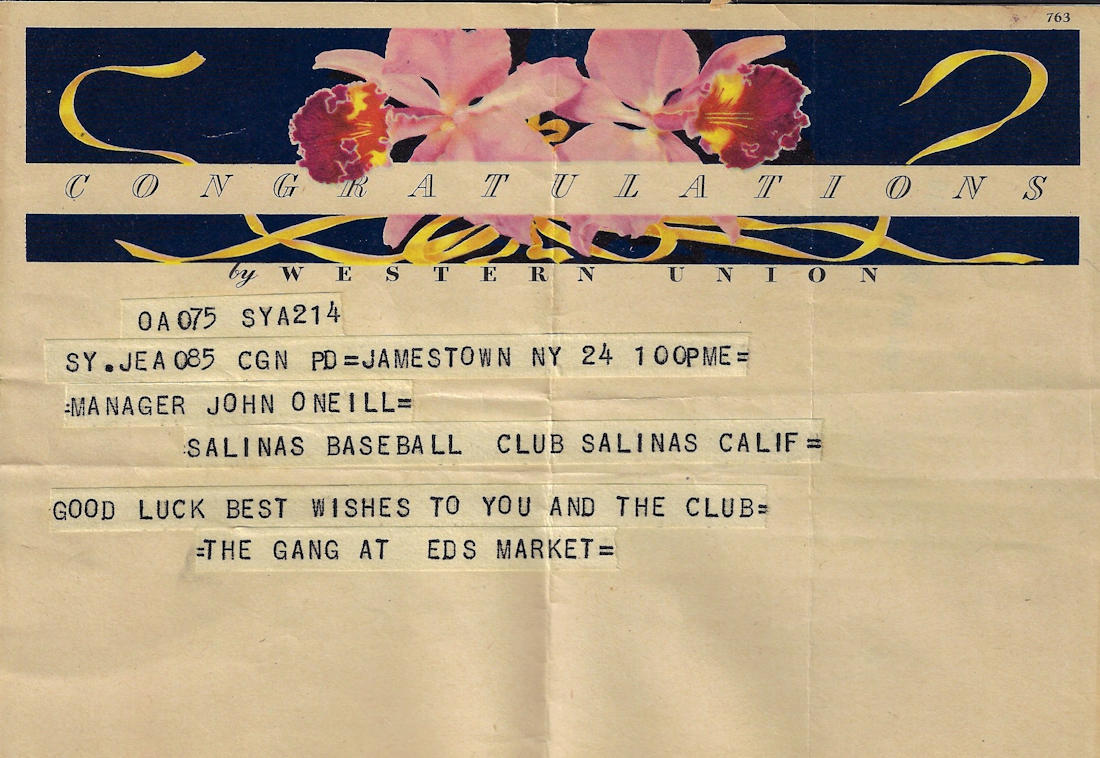 763
CONGRATULATIONS
by WESTERN UNION
OA075 SYA214
SY.JEA085 CGN PD=JAMESTOWN NY 24 100PME=
=MANAGER JOHN ONEILL=
:SALINAS BASEBALL CLUB SALINAS CALIF=
GOOD LUCK BEST WISHES TO YOU AND THE CLUB=
=THE GANG AT EDS MARKET=